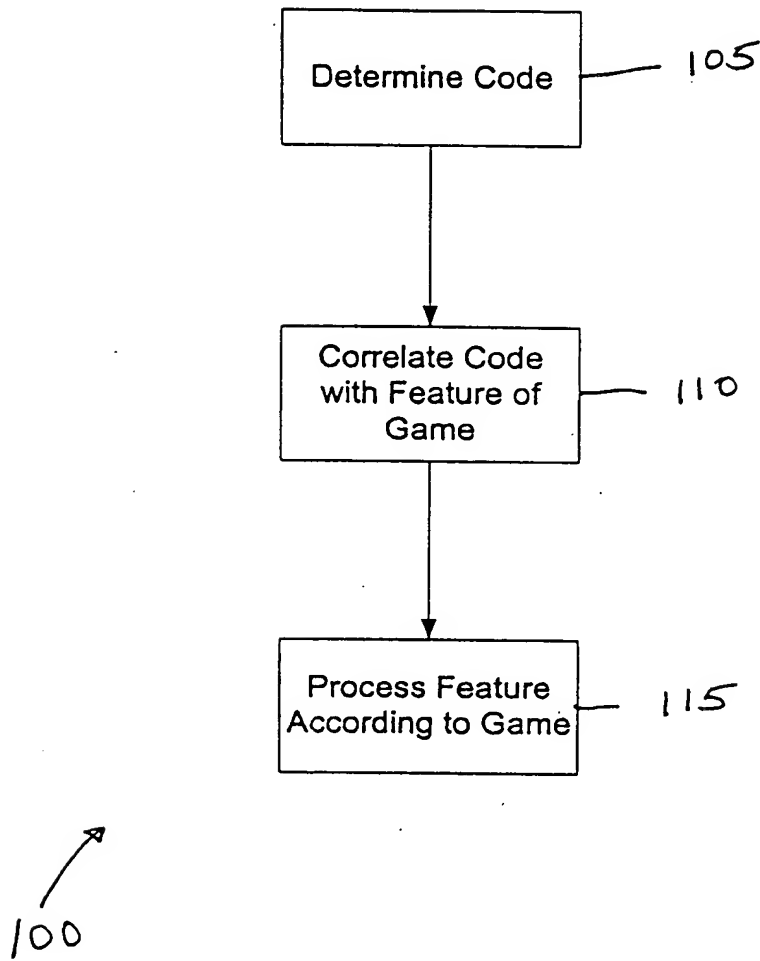 Determine Code
105
Correlate Code
with Feature of
Game
110
Process Feature
According to Game
115
100